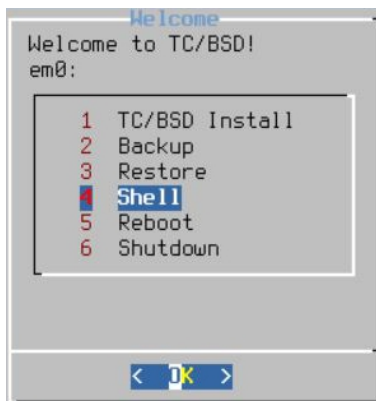 Welcome
Welcome to TC/BSD!
em0:
1 TC/BSD Install
2 Backup
3 Restore
4 Shell
5 Reboot
6 Shutdown
< OK >